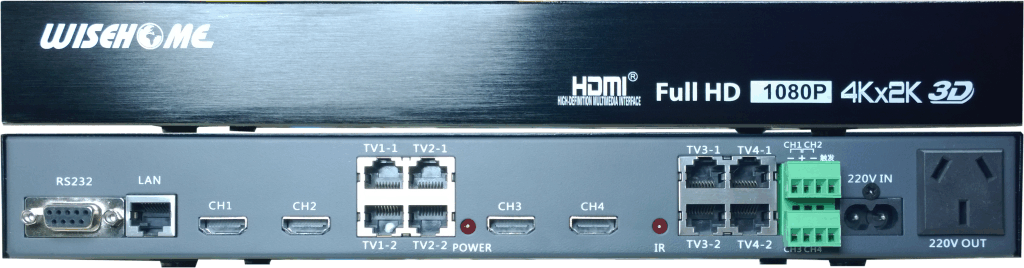 WISEHOME
HDMI®
HIGH-DEFINITION MULTIMEDIA INTERFACE
Full HD 1080P 4Kx2K 3D
TV1-1 TV2-1
TV3-1 TV4-1
CH1 CH2
− + − 触发
RS232
LAN
CH1
CH2
CH3
CH4
220V IN
TV1-2 TV2-2
POWER
IR
TV3-2 TV4-2
CH3 CH4
220V OUT